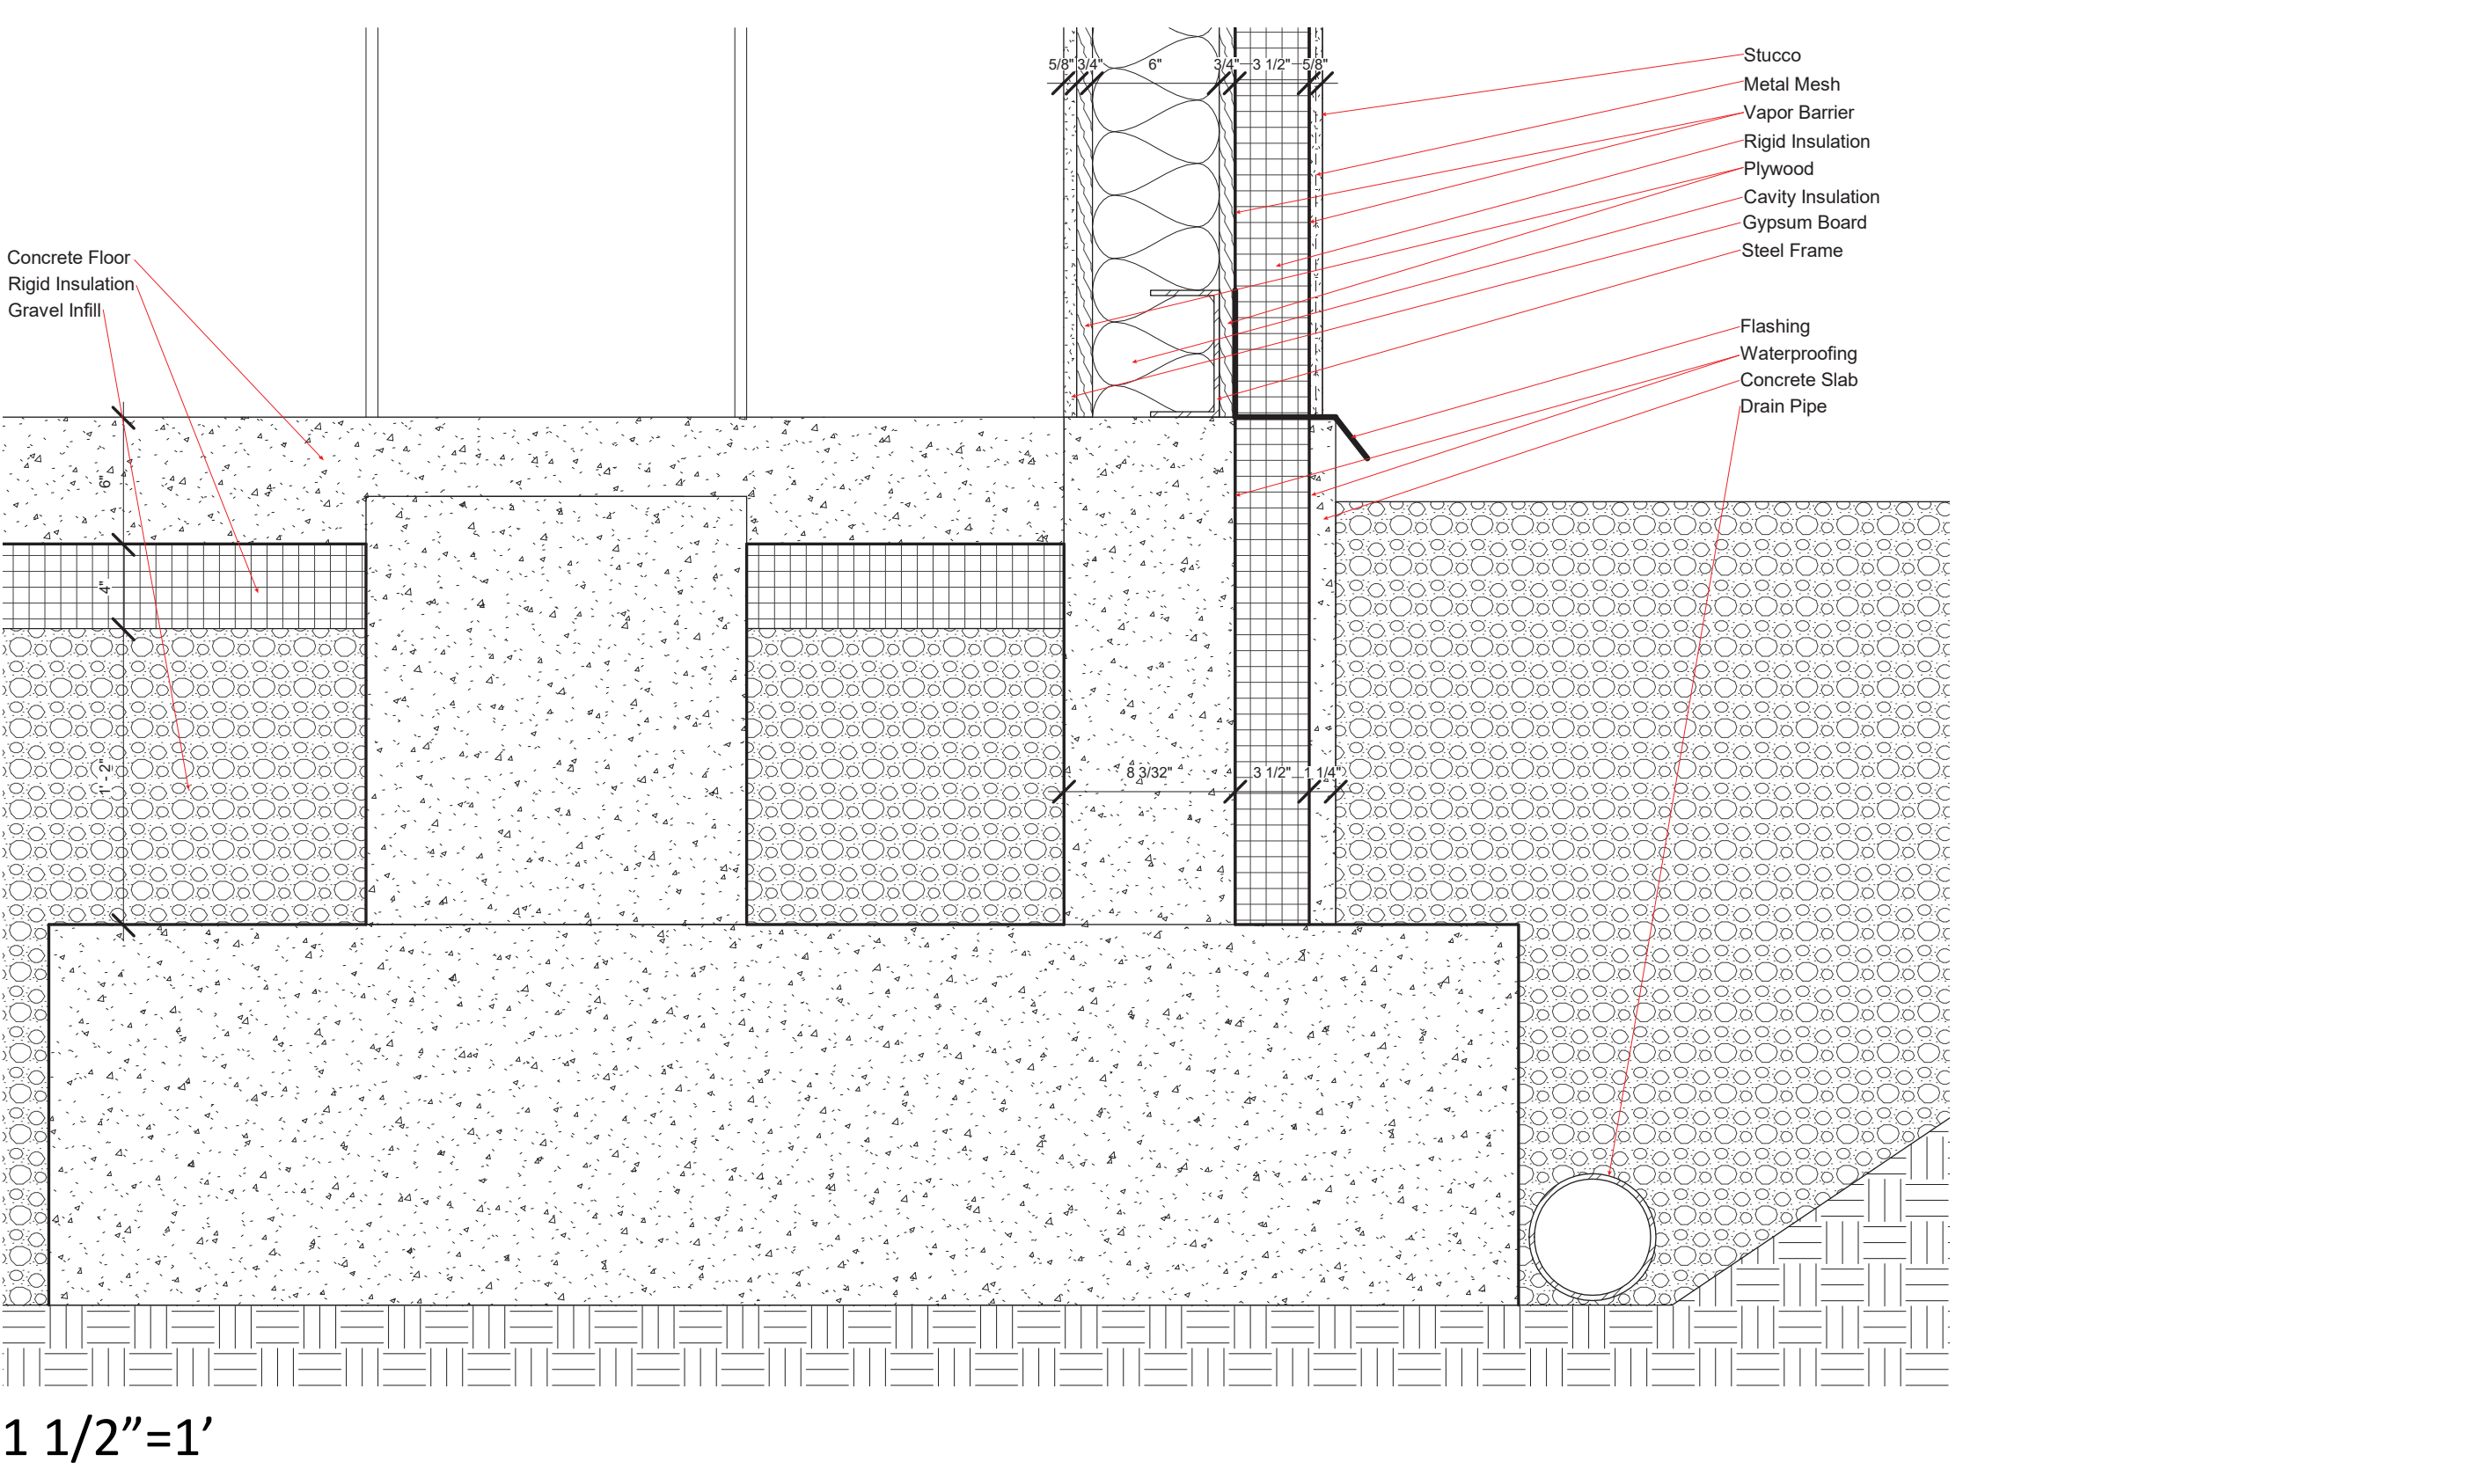 5/8" 3/4" 6" 3/4" 3 1/2" 5/8"
Stucco
Metal Mesh
Vapor Barrier
Rigid Insulation
Plywood
Cavity Insulation
Gypsum Board
Steel Frame
Concrete Floor
Rigid Insulation
Gravel Infill
Flashing
Waterproofing
Concrete Slab
Drain Pipe
6"
4"
1' - 2"
8 3/32" 3 1/2" 1 1/4"
1 1/2”=1’